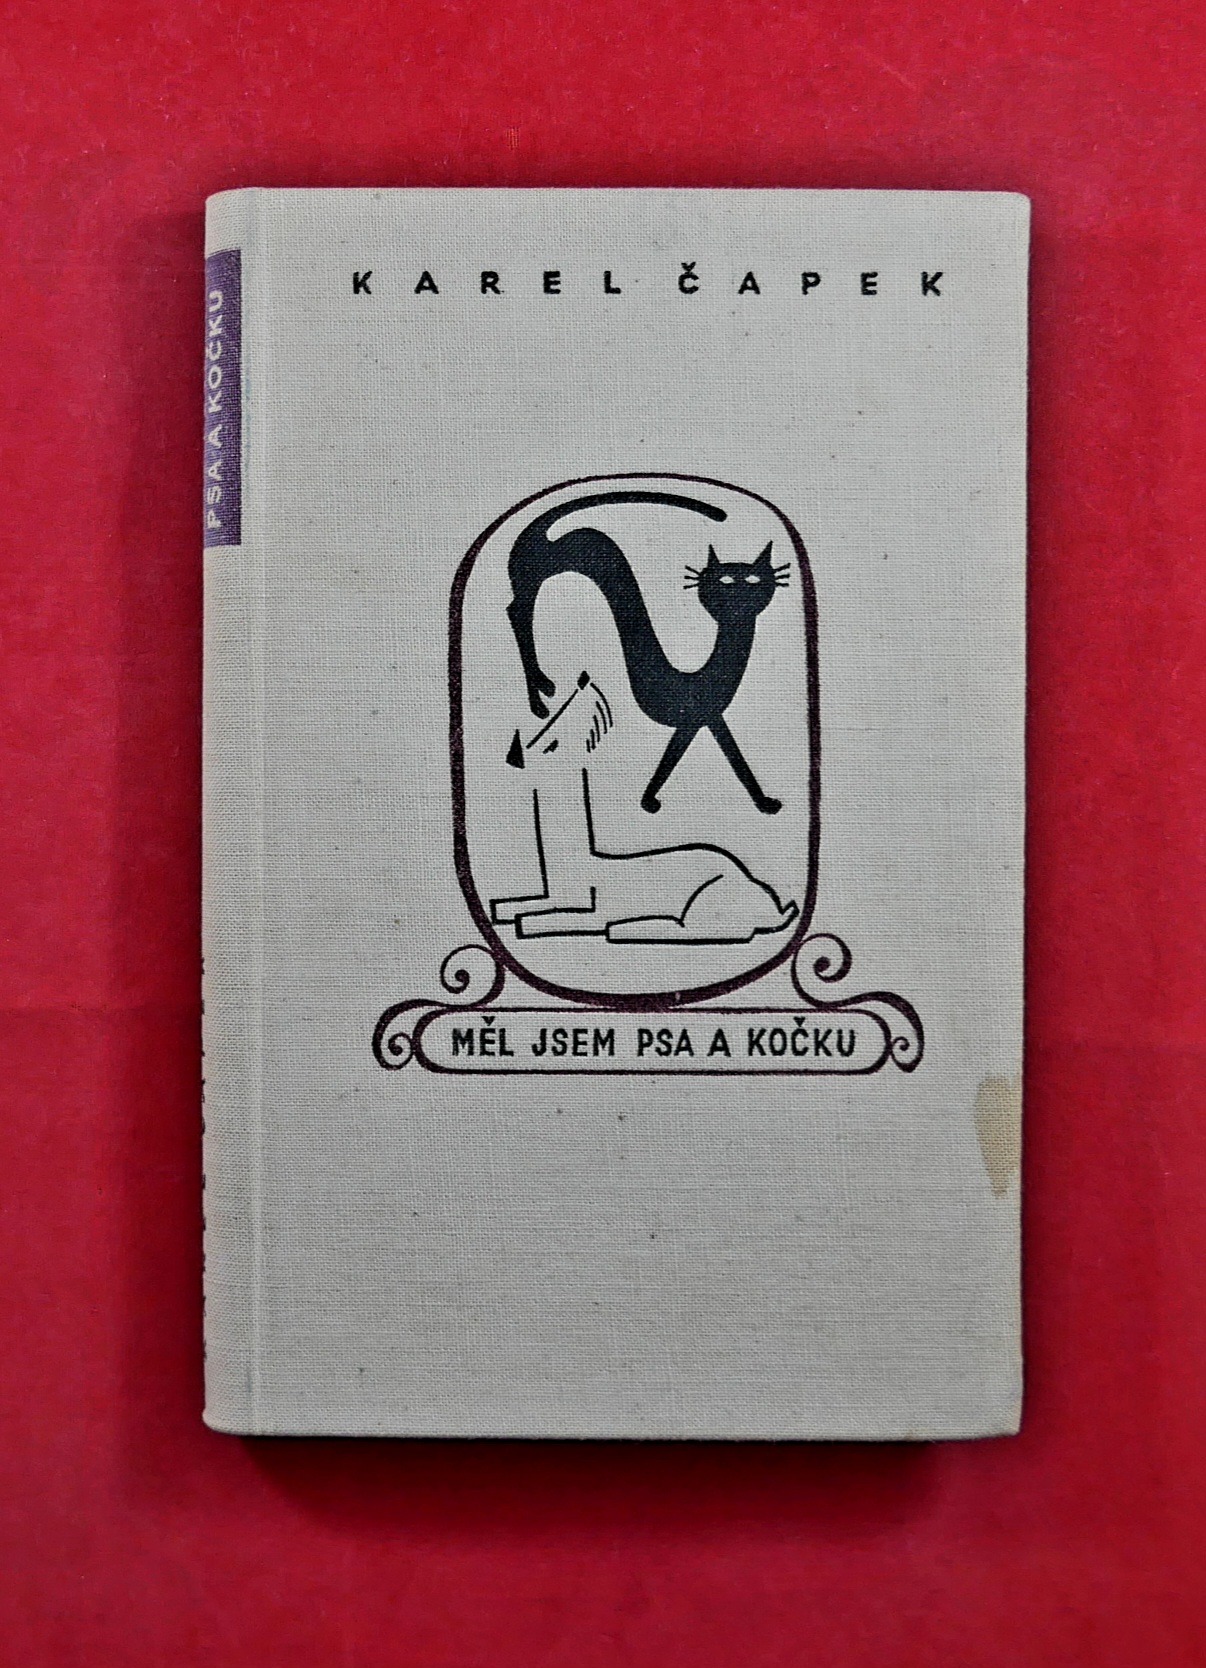 KAREL ČAPEK
MĚL JSEM PSA A KOČKU
PSA A KOČKU